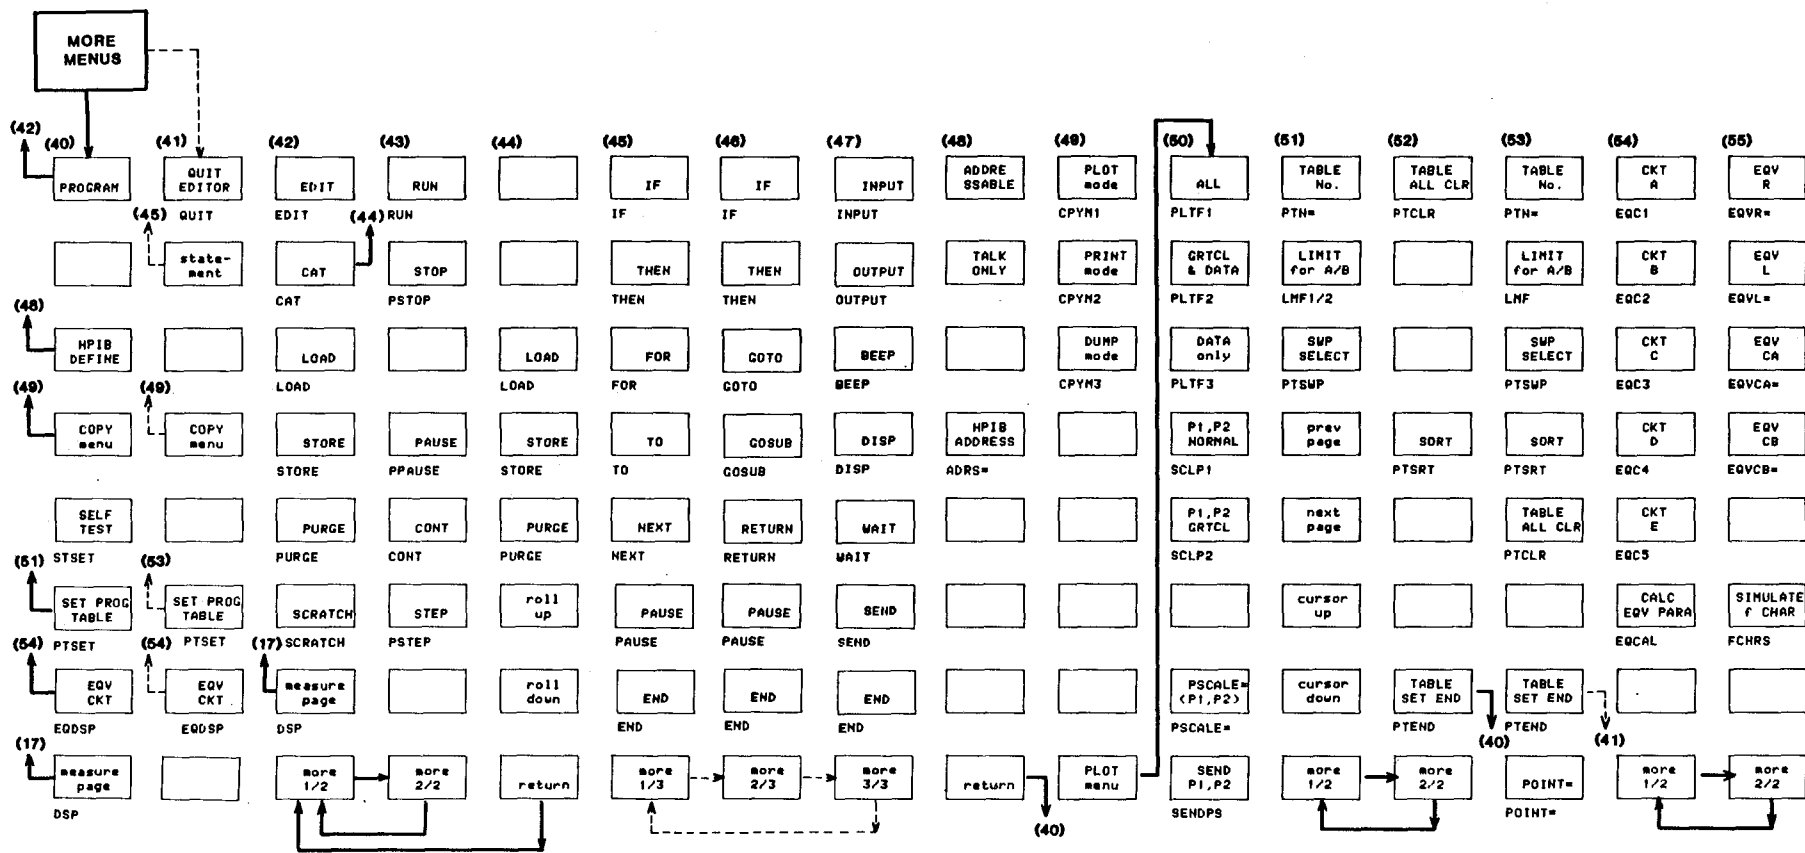 MORE
MENUS
(42)
(40)
(41)
(42)
(43)
(44)
(45)
(46)
(47)
(48)
(49)
(50)
(51)
(52)
(53)
(54)
(55)
PROGRAM
QUIT
EDITOR
EDIT
RUN
IF
IF
INPUT
ADDRE
SSABLE
PLOT
mode
ALL
TABLE
No.
TABLE
ALL CLR
TABLE
No.
CKT
A
EQV
R
(45)
QUIT
EDIT
(44)
RUN
IF
IF
INPUT
CPYM1
PLTF1
PTN=
PTCLR
PTN=
EQC1
EQVR=
state-
ment
CAT
STOP
THEN
THEN
OUTPUT
TALK
ONLY
PRINT
mode
GRTCL
& DATA
LIMIT
for A/B
LIMIT
for A/B
CKT
B
EQV
L
CAT
PSTOP
THEN
THEN
OUTPUT
CPYM2
PLTF2
LMF1/2
LMF
EQC2
EQVL=
(48)
HPIB
DEFINE
LOAD
LOAD
FOR
GOTO
BEEP
DUMP
mode
DATA
only
SWP
SELECT
SWP
SELECT
CKT
C
EQV
CA
LOAD
LOAD
FOR
GOTO
BEEP
CPYM3
PLTF3
PTSWP
PTSWP
EQC3
EQVCA=
(49)
(49)
COPY
menu
COPY
menu
STORE
PAUSE
STORE
TO
GOSUB
DISP
HPIB
ADDRESS
P1,P2
NORMAL
prev
page
SORT
SORT
CKT
D
EQV
CB
STORE
PPAUSE
STORE
TO
GOSUB
DISP
ADRS=
SCLP1
PTSRT
PTSRT
EQC4
EQVCB=
SELF
TEST
PURGE
CONT
PURGE
NEXT
RETURN
WAIT
P1,P2
GRTCL
next
page
TABLE
ALL CLR
CKT
E
STSET
PURGE
CONT
PURGE
NEXT
RETURN
WAIT
SCLP2
PTCLR
EQC5
(51)
(53)
SET PROG
TABLE
SET PROG
TABLE
SCRATCH
STEP
roll
up
PAUSE
PAUSE
SEND
cursor
up
CALC
EQV PARA
SIMULATE
f CHAR
PTSET
PTSET
SCRATCH
PSTEP
PAUSE
PAUSE
SEND
EQCAL
FCHRS
(54)
(54)
(17)
EQV
CKT
EQV
CKT
measure
page
roll
down
END
END
END
PSCALE=
(P1,P2)
cursor
down
TABLE
SET END
TABLE
SET END
EQDSP
EQDSP
DSP
END
END
END
PSCALE=
PTEND
(40)
PTEND
(41)
(17)
measure
page
more
1/2
more
2/2
return
more
1/3
more
2/3
more
3/3
return
PLOT
menu
SEND
P1,P2
more
1/2
more
2/2
POINT=
more
1/2
more
2/2
DSP
(40)
SENDPS
POINT=